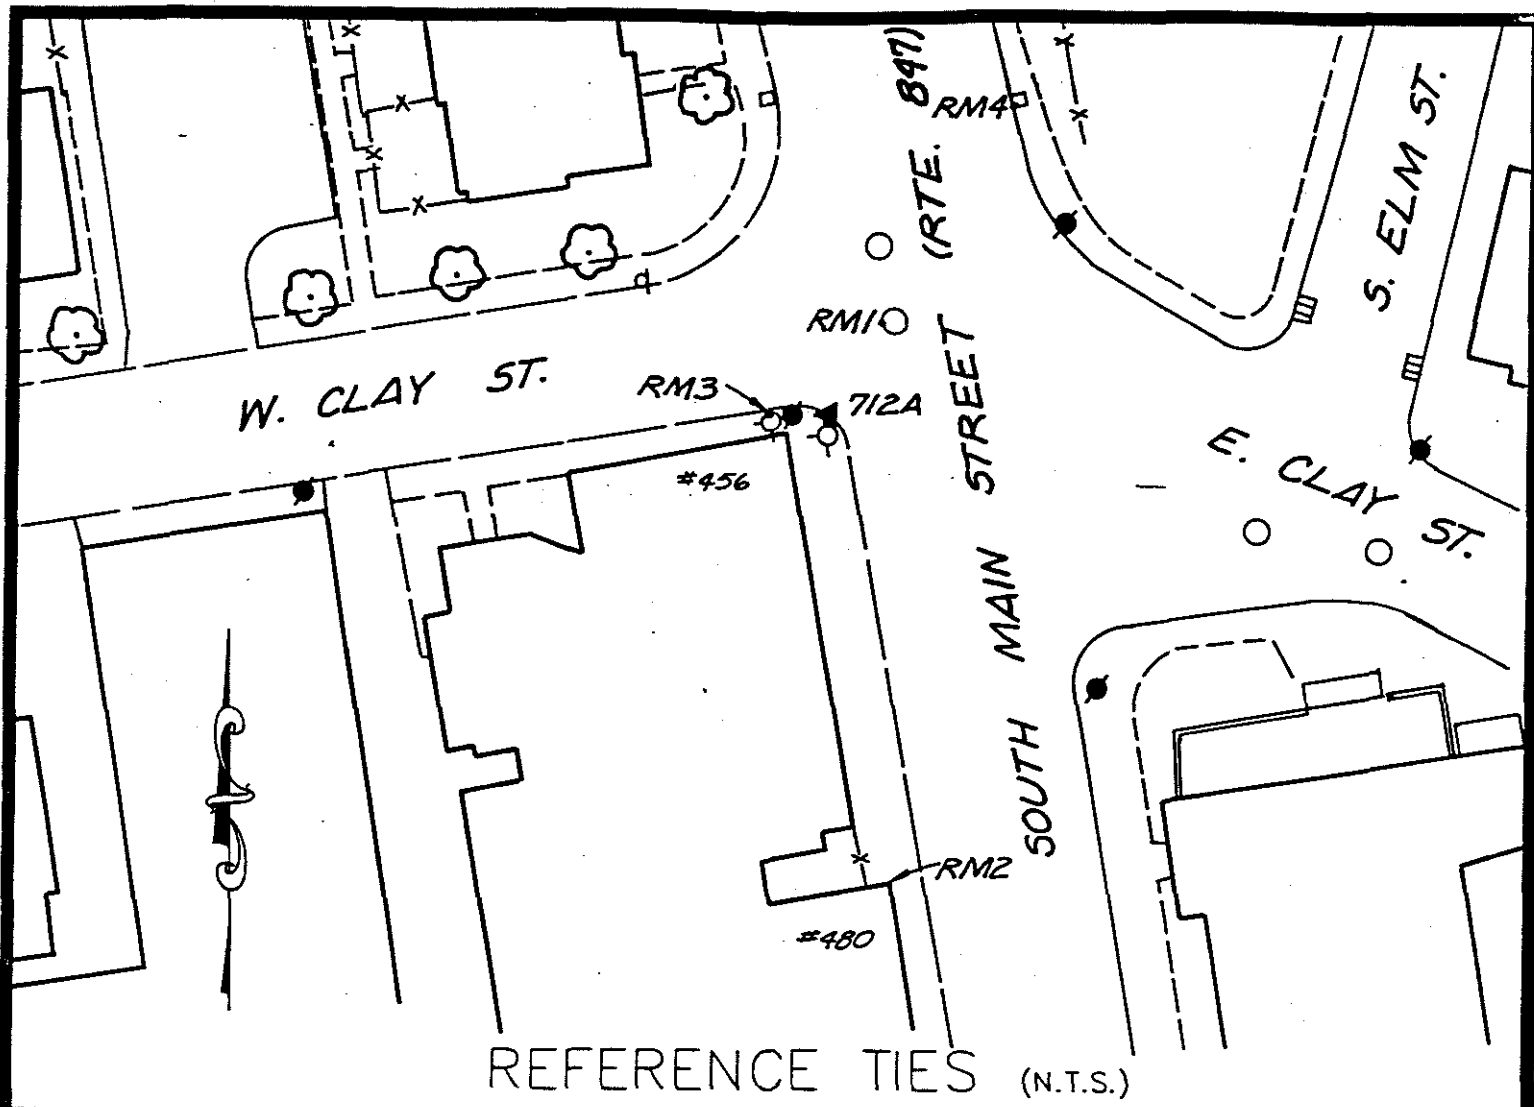 SOUTH MAIN STREET (RTE. 847)
RM4
S. ELM ST.
RM1
W. CLAY ST.
RM3
712A
E. CLAY ST.
#456
RM2
#480
REFERENCE TIES (N.T.S.)